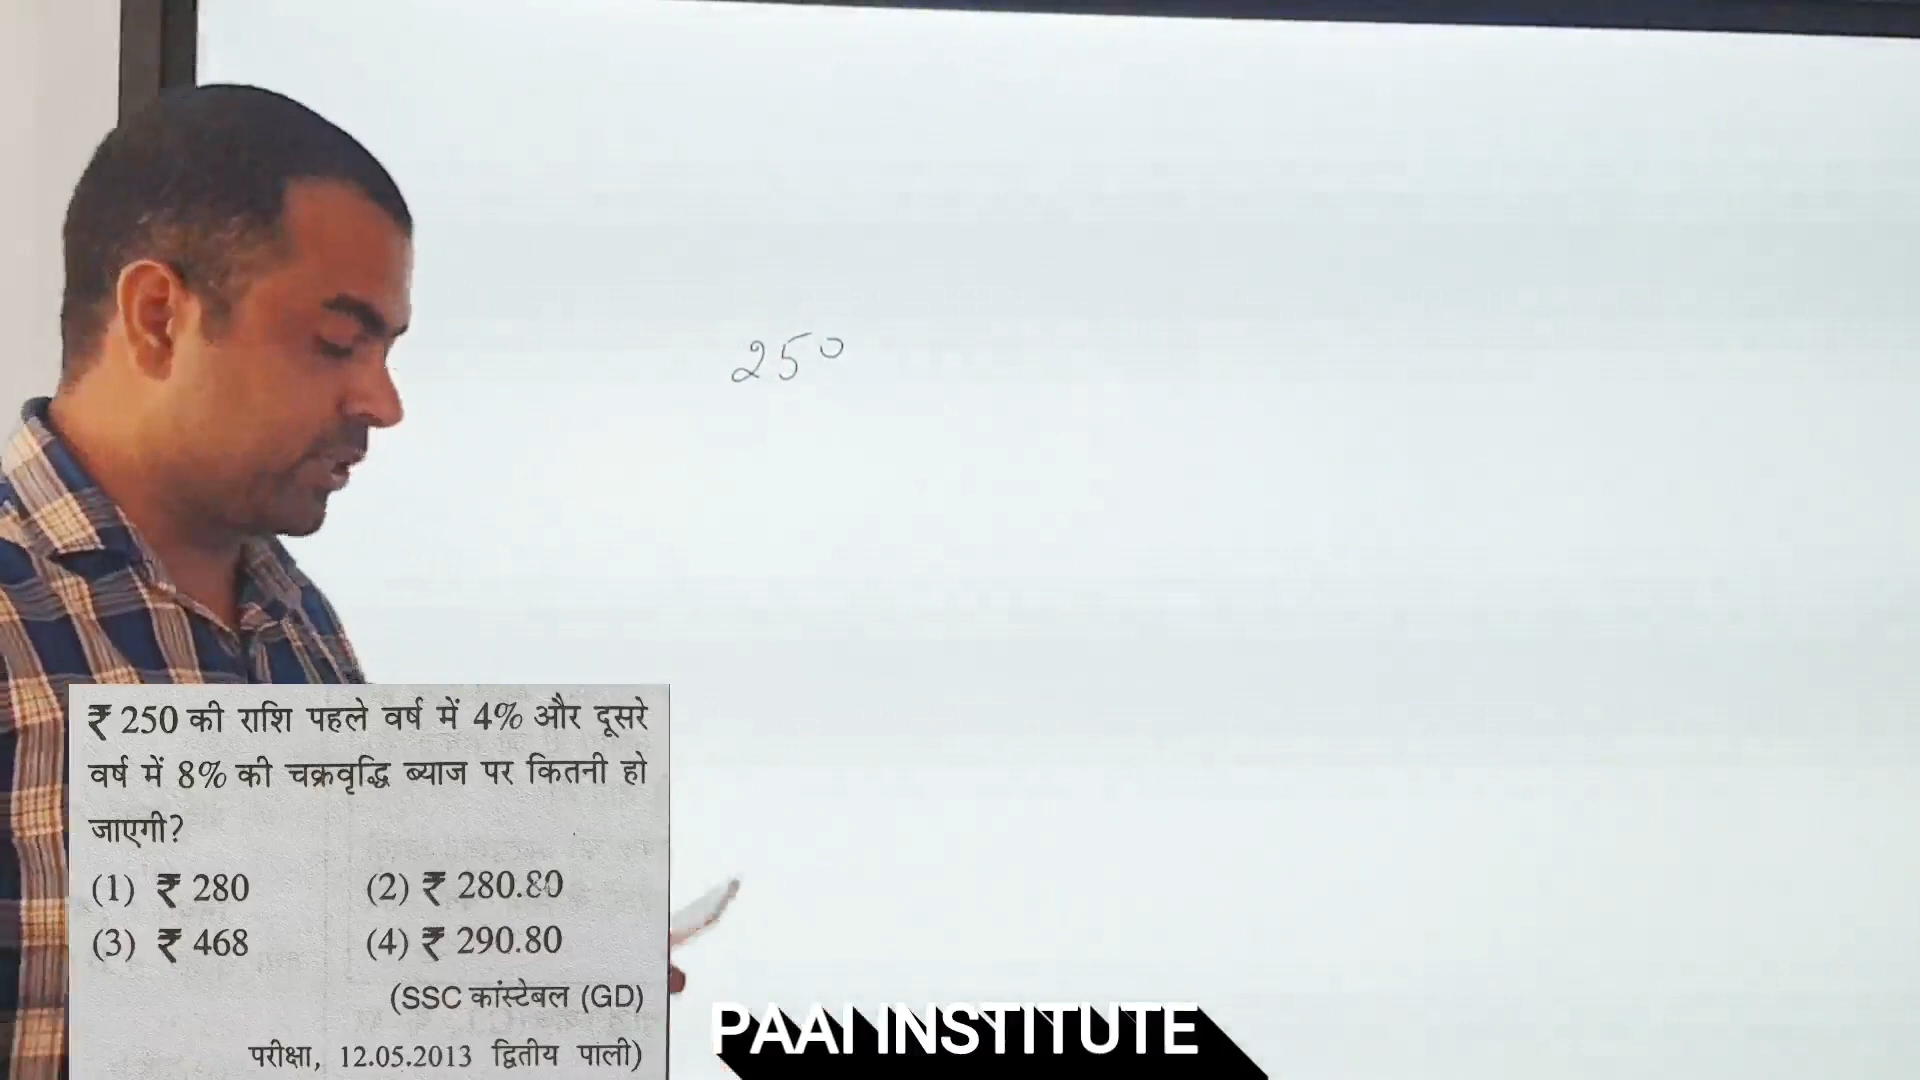 250
₹ 250 की राशि पहले वर्ष में 4% और दूसरे
वर्ष में 8% की चक्रवृद्धि ब्याज पर कितनी हो
जाएगी?
(1) ₹ 280 (2) ₹ 280.80
(3) ₹ 468 (4) ₹ 290.80
(SSC कांस्टेबल (GD)
परीक्षा, 12.05.2013 द्वितीय पाली)
PAAI INSTITUTE